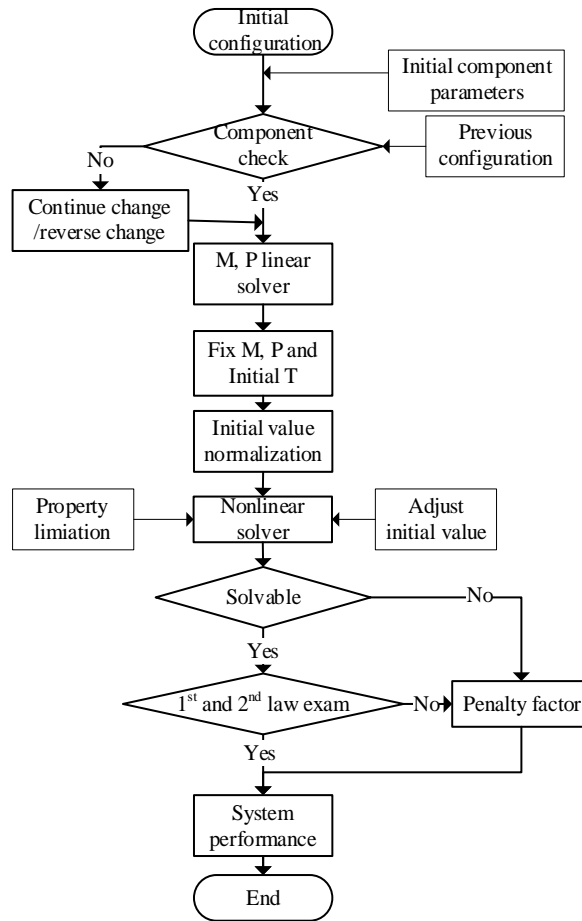 Initial
configuration
Initial component
parameters
Component
check
Previous
configuration
No
Yes
Continue change
/reverse change
M, P linear
solver
Fix M, P and
Initial T
Initial value
normalization
Property
limiation
Nonlinear
solver
Adjust
initial value
Solvable
No
Yes
1st and 2nd law exam
No
Penalty factor
Yes
System
performance
End